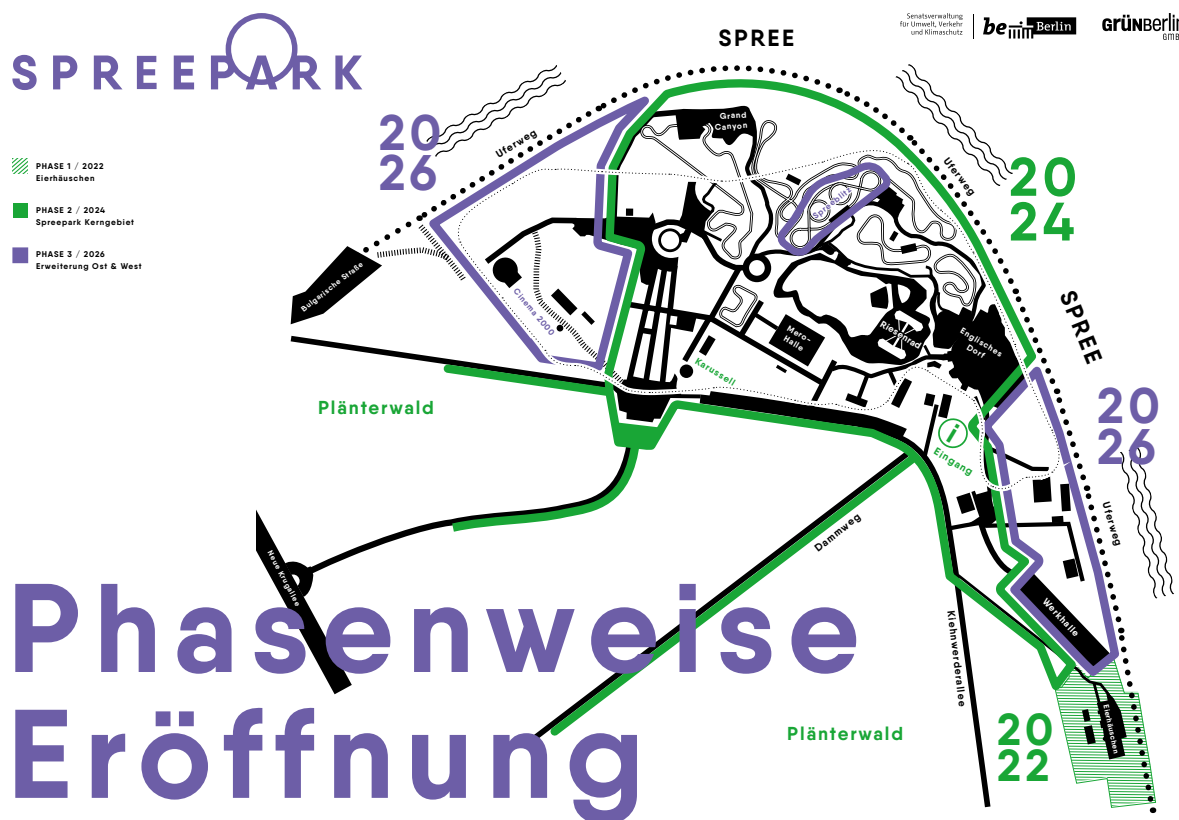 SPREEPARK
Senatsverwaltung
für Umwelt, Verkehr
und Klimaschutz
be Berlin
Berlin
GRÜNBerlin
GMBH
PHASE 1 / 2022
Eierhäuschen
PHASE 2 / 2024
Spreepark Kerngebiet
PHASE 3 / 2026
Erweiterung Ost & West
SPREE
20
26
Uferweg
Grand
Canyon
Uferweg
20
24
Spreeblitz
Bulgarische Straße
Cinema 2000
SPREE
Mero-
Halle
Riesenrad
Englisches
Dorf
Karussell
Plänterwald
20
26
i
Eingang
Uferweg
Dammweg
Neue Krugallee
Werkhalle
Kiehnwerderallee
Phasenweise
Eröffnung
Plänterwald
20
22
Eierhäuschen